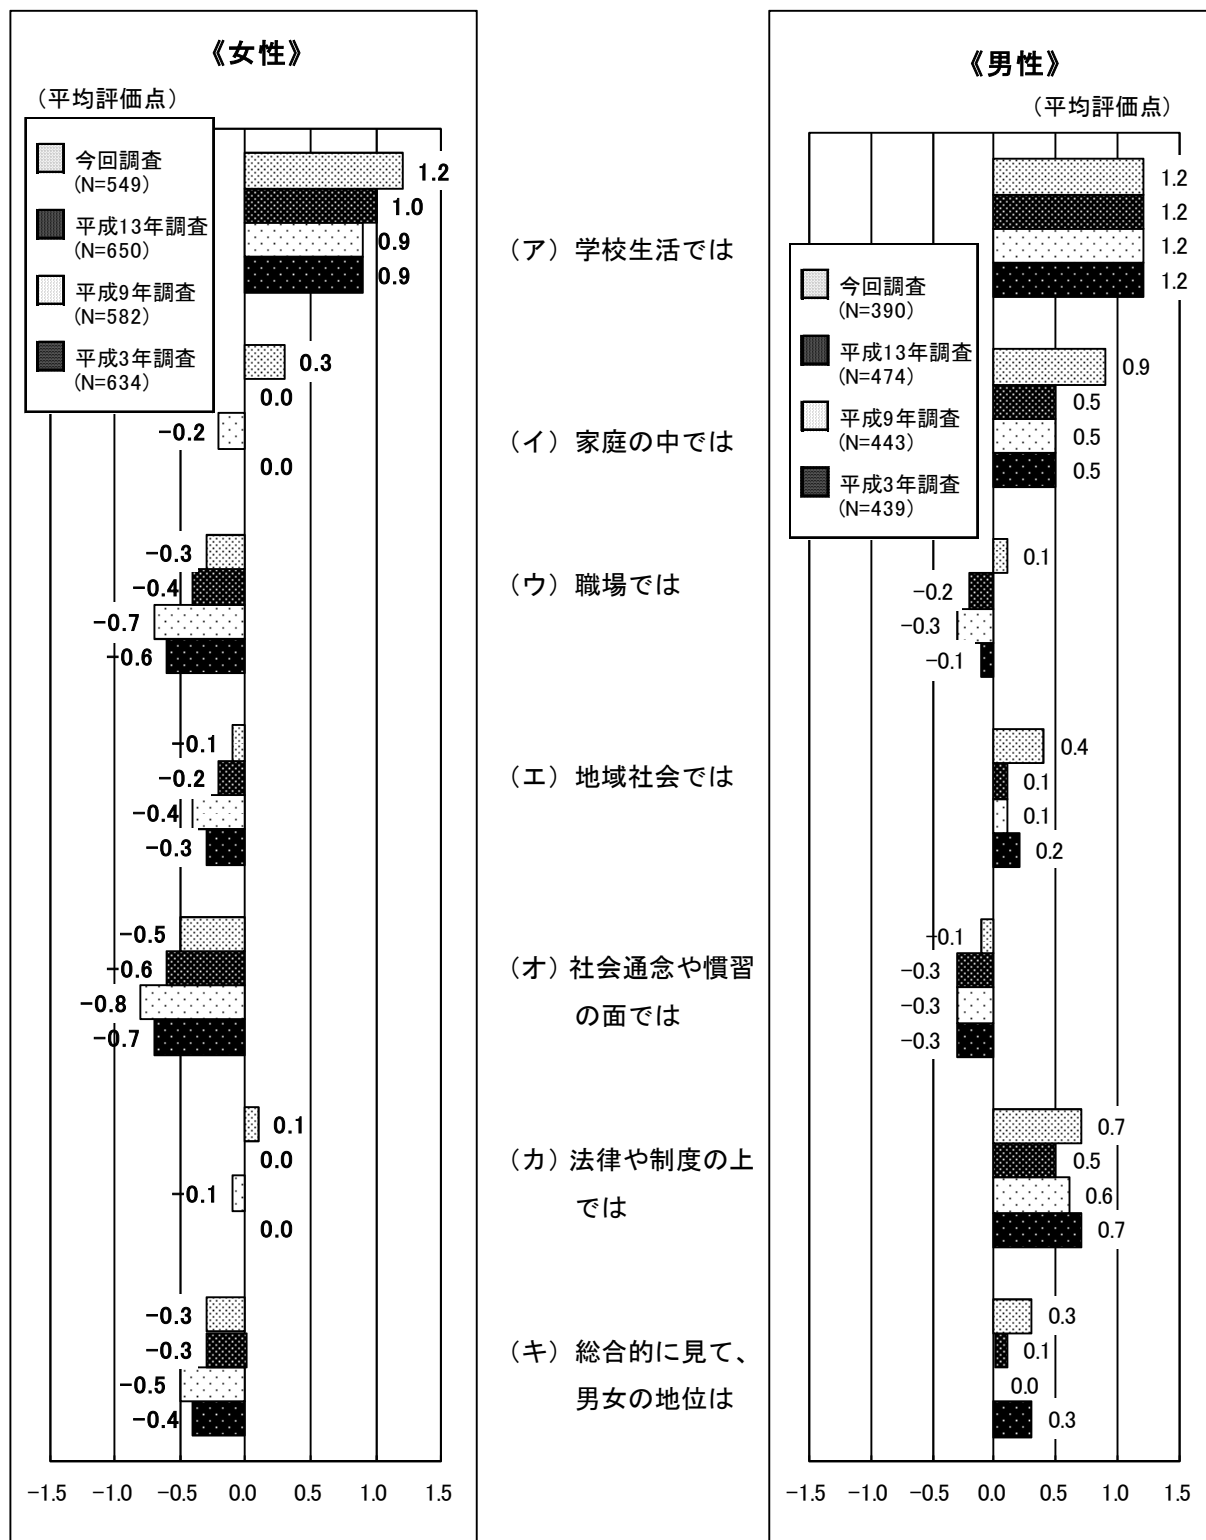 《女性》
（平均評価点）
今回調査
(N=549)
平成13年調査
(N=650)
平成9年調査
(N=582)
平成3年調査
(N=634)
1.2
1.0
0.9
0.9
0.3
0.0
-0.2
0.0
-0.3
-0.4
-0.7
-0.6
-0.1
-0.2
-0.4
-0.3
-0.5
-0.6
-0.8
-0.7
0.1
0.0
-0.1
0.0
-0.3
-0.3
-0.5
-0.4
-1.5 -1.0 -0.5 0.0 0.5 1.0 1.5
（ア）学校生活では
（イ）家庭の中では
（ウ）職場では
（エ）地域社会では
（オ）社会通念や慣習
の面では
（カ）法律や制度の上
では
（キ）総合的に見て、
男女の地位は
《男性》
（平均評価点）
今回調査
(N=390)
平成13年調査
(N=474)
平成9年調査
(N=443)
平成3年調査
(N=439)
1.2
1.2
1.2
1.2
0.9
0.5
0.5
0.5
0.1
-0.2
-0.3
-0.1
0.4
0.1
0.1
0.2
-0.1
-0.3
-0.3
-0.3
0.7
0.5
0.6
0.7
0.3
0.1
0.0
0.3
-1.5 -1.0 -0.5 0.0 0.5 1.0 1.5